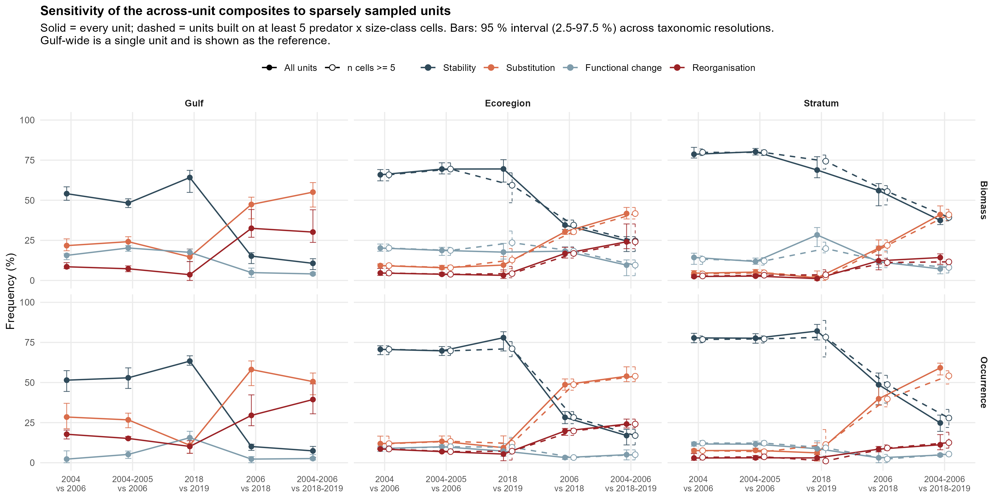 Sensitivity of the across-unit composites to sparsely sampled units
Solid = every unit; dashed = units built on at least 5 predator x size-class cells. Bars: 95 % interval (2.5-97.5 %) across taxonomic resolutions.
Gulf-wide is a single unit and is shown as the reference.
All units n cells >= 5 Stability Substitution Functional change Reorganisation
Gulf Ecoregion Stratum
100
75
50
25
0
Biomass
Frequency (%)
100
75
50
25
0
Occurrence
2004 2004-2005 2018 2006 2004-2006 2004 2004-2005 2018 2006 2004-2006 2004 2004-2005 2018 2006 2004-2006
vs 2006 vs 2006 vs 2019 vs 2018 vs 2018-2019 vs 2006 vs 2006 vs 2019 vs 2018 vs 2018-2019 vs 2006 vs 2006 vs 2019 vs 2018 vs 2018-2019